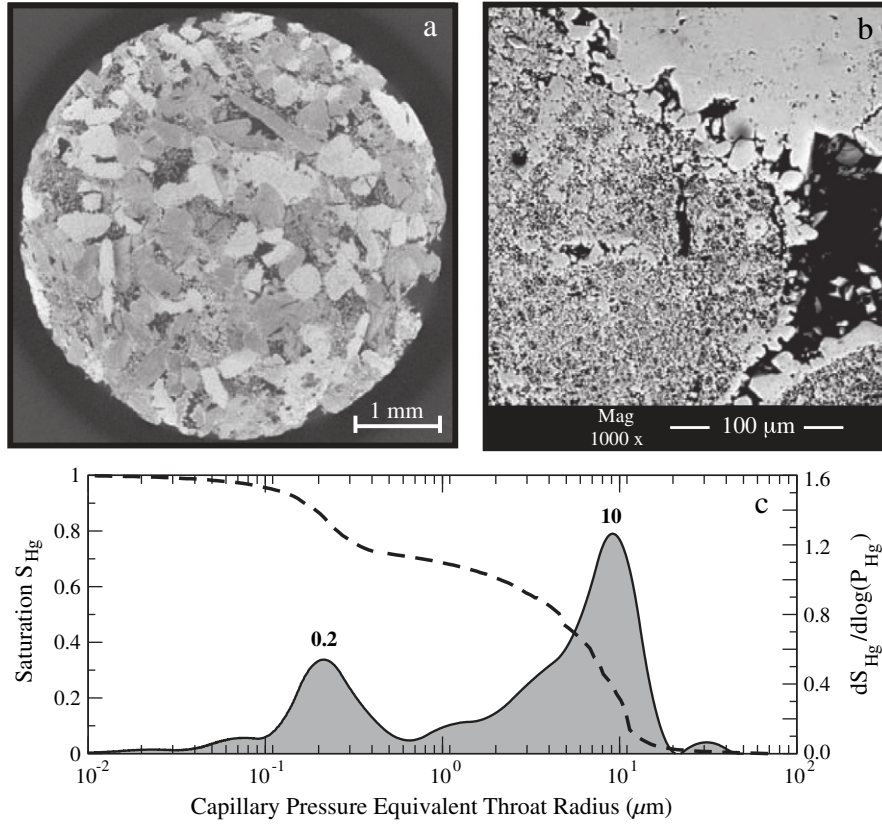 a
1 mm
b
Mag
1000 x
100 μm
c
1
0.8
0.6
0.4
0.2
0
Saturation S_Hg
0.2
10
1.6
1.2
0.8
0.4
0.0
dS_Hg/dlog(P_Hg)
10^-2
10^-1
10^0
10^1
10^2
Capillary Pressure Equivalent Throat Radius (μm)